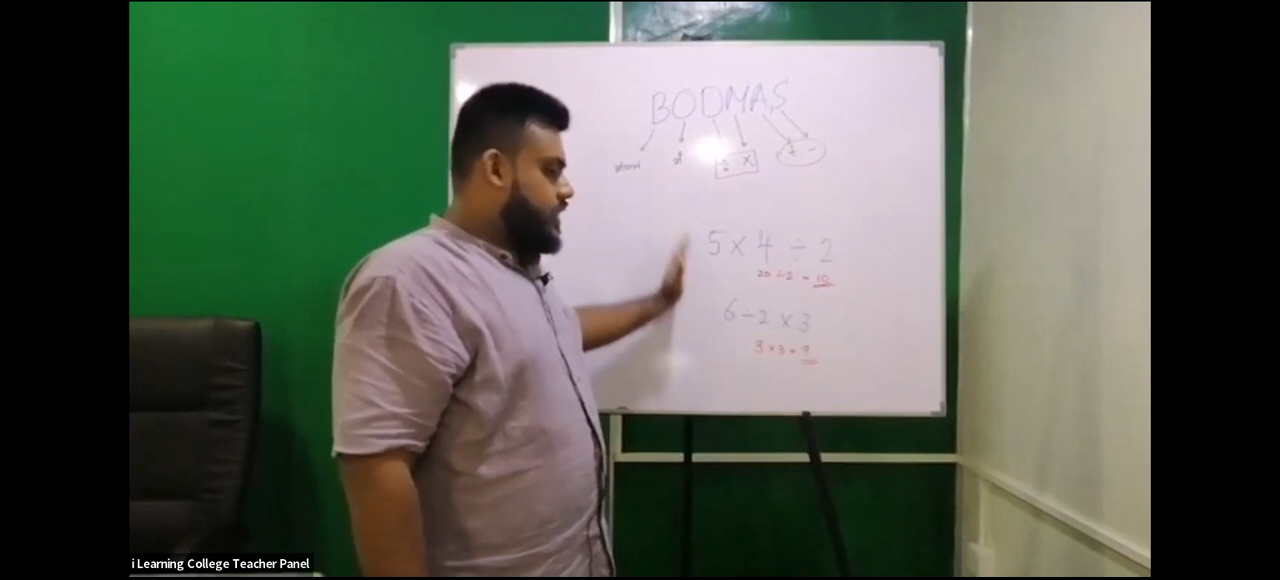 BODMAS
÷ × + -
5 × 4 ÷ 2
20 ÷ 2 = 10
6 ÷ 2 × 3
3 × 3 = 9
i Learning College Teacher Panel